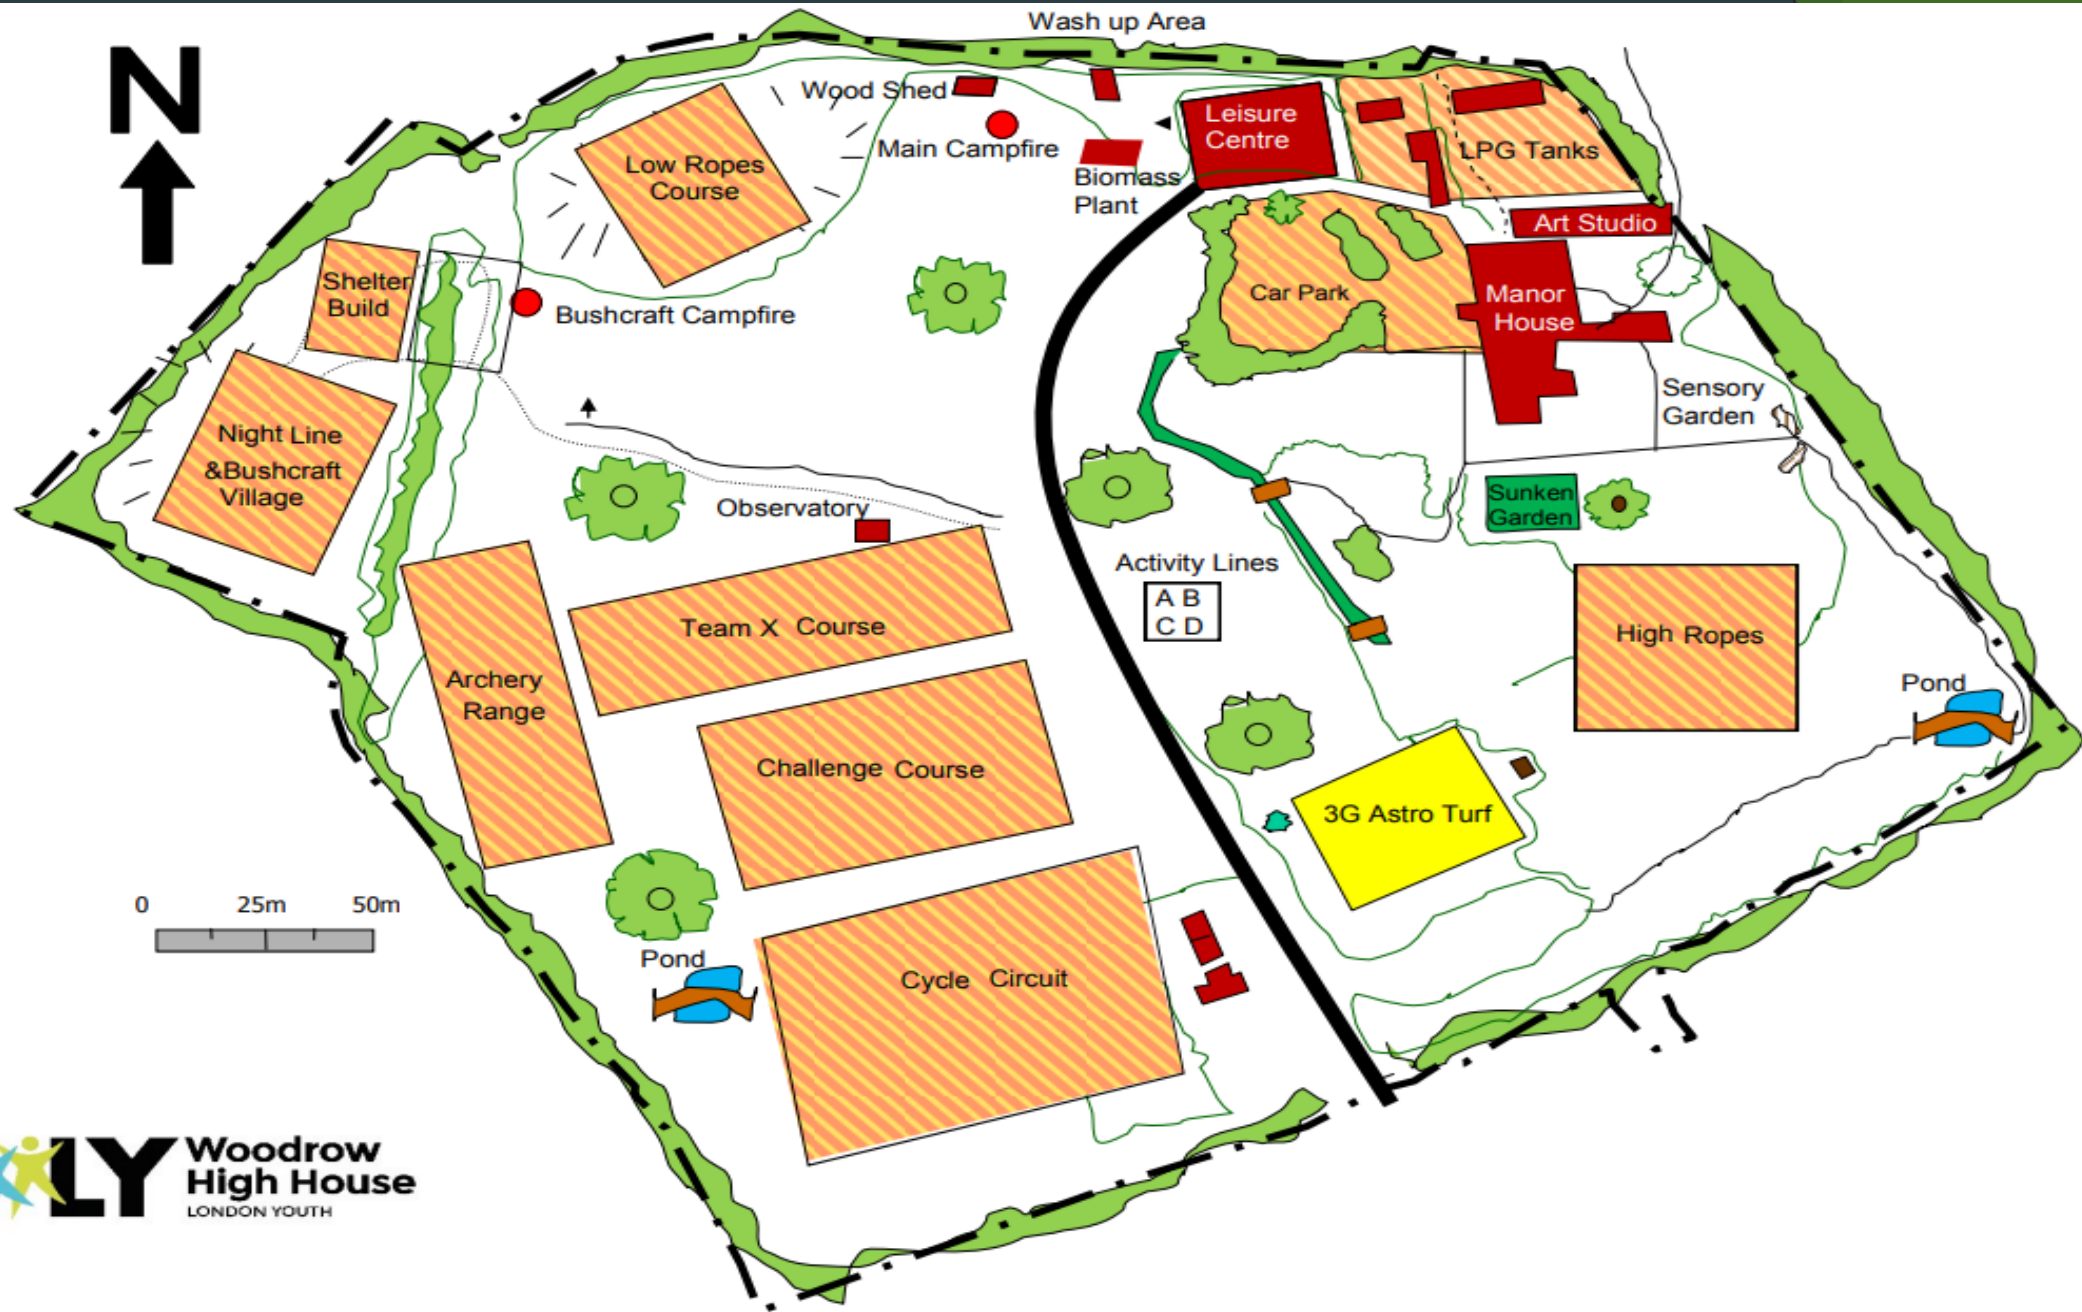 Wash up Area
N
Wood Shed
Leisure
Centre
Main Campfire
Low Ropes
Course
LPG Tanks
Biomass
Plant
Art Studio
Shelter
Build
Bushcraft Campfire
Car Park
Manor
House
Sensory
Garden
Night Line
&Bushcraft
Village
Observatory
Sunken
Garden
Activity Lines
A B
C D
Team X Course
High Ropes
Archery
Range
Pond
Challenge Course
3G Astro Turf
0 25m 50m
Pond
Cycle Circuit
LY
Woodrow
High House
LONDON YOUTH